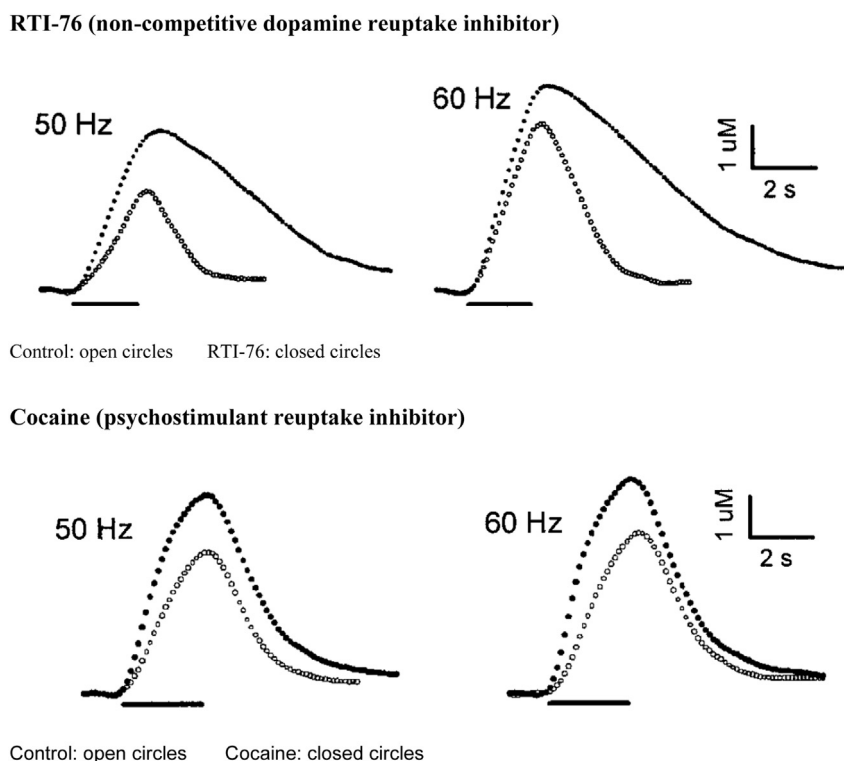 RTI-76 (non-competitive dopamine reuptake inhibitor)
50 Hz
60 Hz
1 uM
2 s
Control: open circles RTI-76: closed circles
Cocaine (psychostimulant reuptake inhibitor)
50 Hz
60 Hz
1 uM
2 s
Control: open circles Cocaine: closed circles